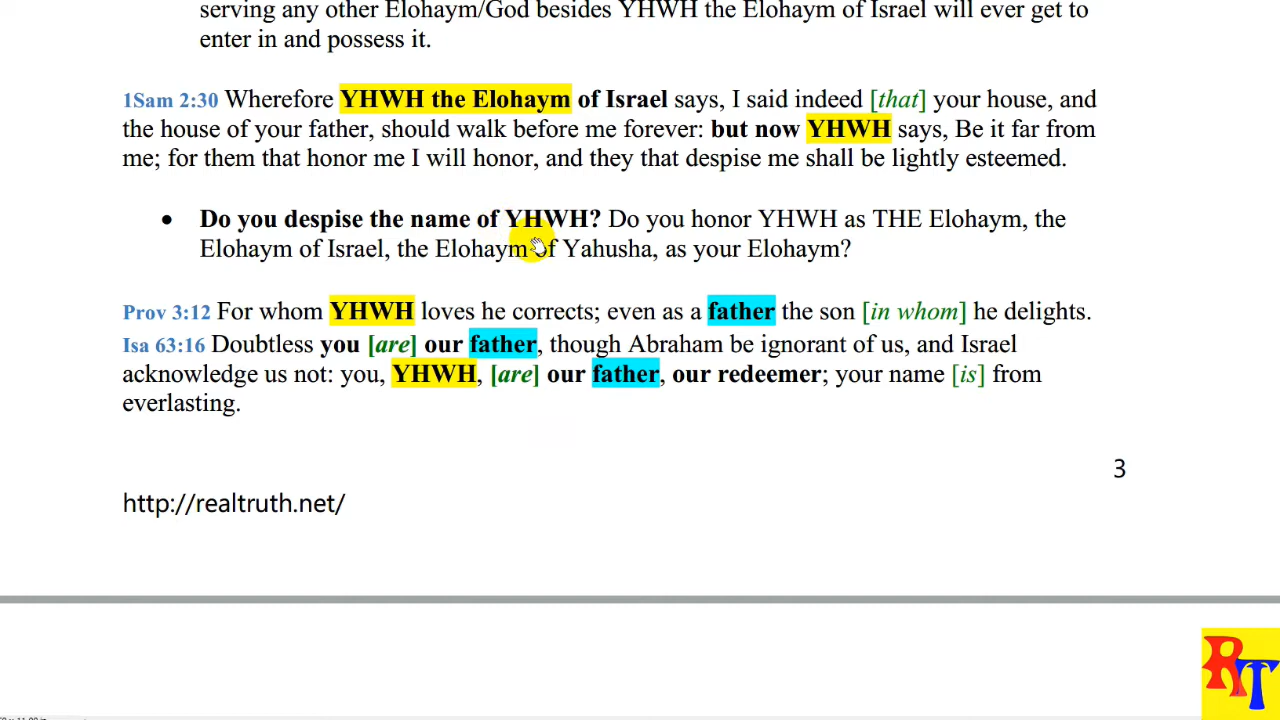 serving any other Elohaym/God besides YHWH the Elohaym of Israel will ever get to
enter in and possess it.
1Sam 2:30 Wherefore YHWH the Elohaym of Israel says, I said indeed [that] your house, and
the house of your father, should walk before me forever: but now YHWH says, Be it far from
me; for them that honor me I will honor, and they that despise me shall be lightly esteemed.
• Do you despise the name of YHWH? Do you honor YHWH as THE Elohaym, the
Elohaym of Israel, the Elohaym of Yahusha, as your Elohaym?
Prov 3:12 For whom YHWH loves he corrects; even as a father the son [in whom] he delights.
Isa 63:16 Doubtless you [are] our father, though Abraham be ignorant of us, and Israel
acknowledge us not: you, YHWH, [are] our father, our redeemer; your name [is] from
everlasting.
3
http://realtruth.net/
RT